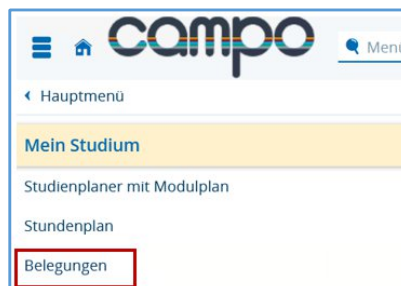 campo
Menü
Hauptmenü
Mein Studium
Studienplaner mit Modulplan
Stundenplan
Belegungen